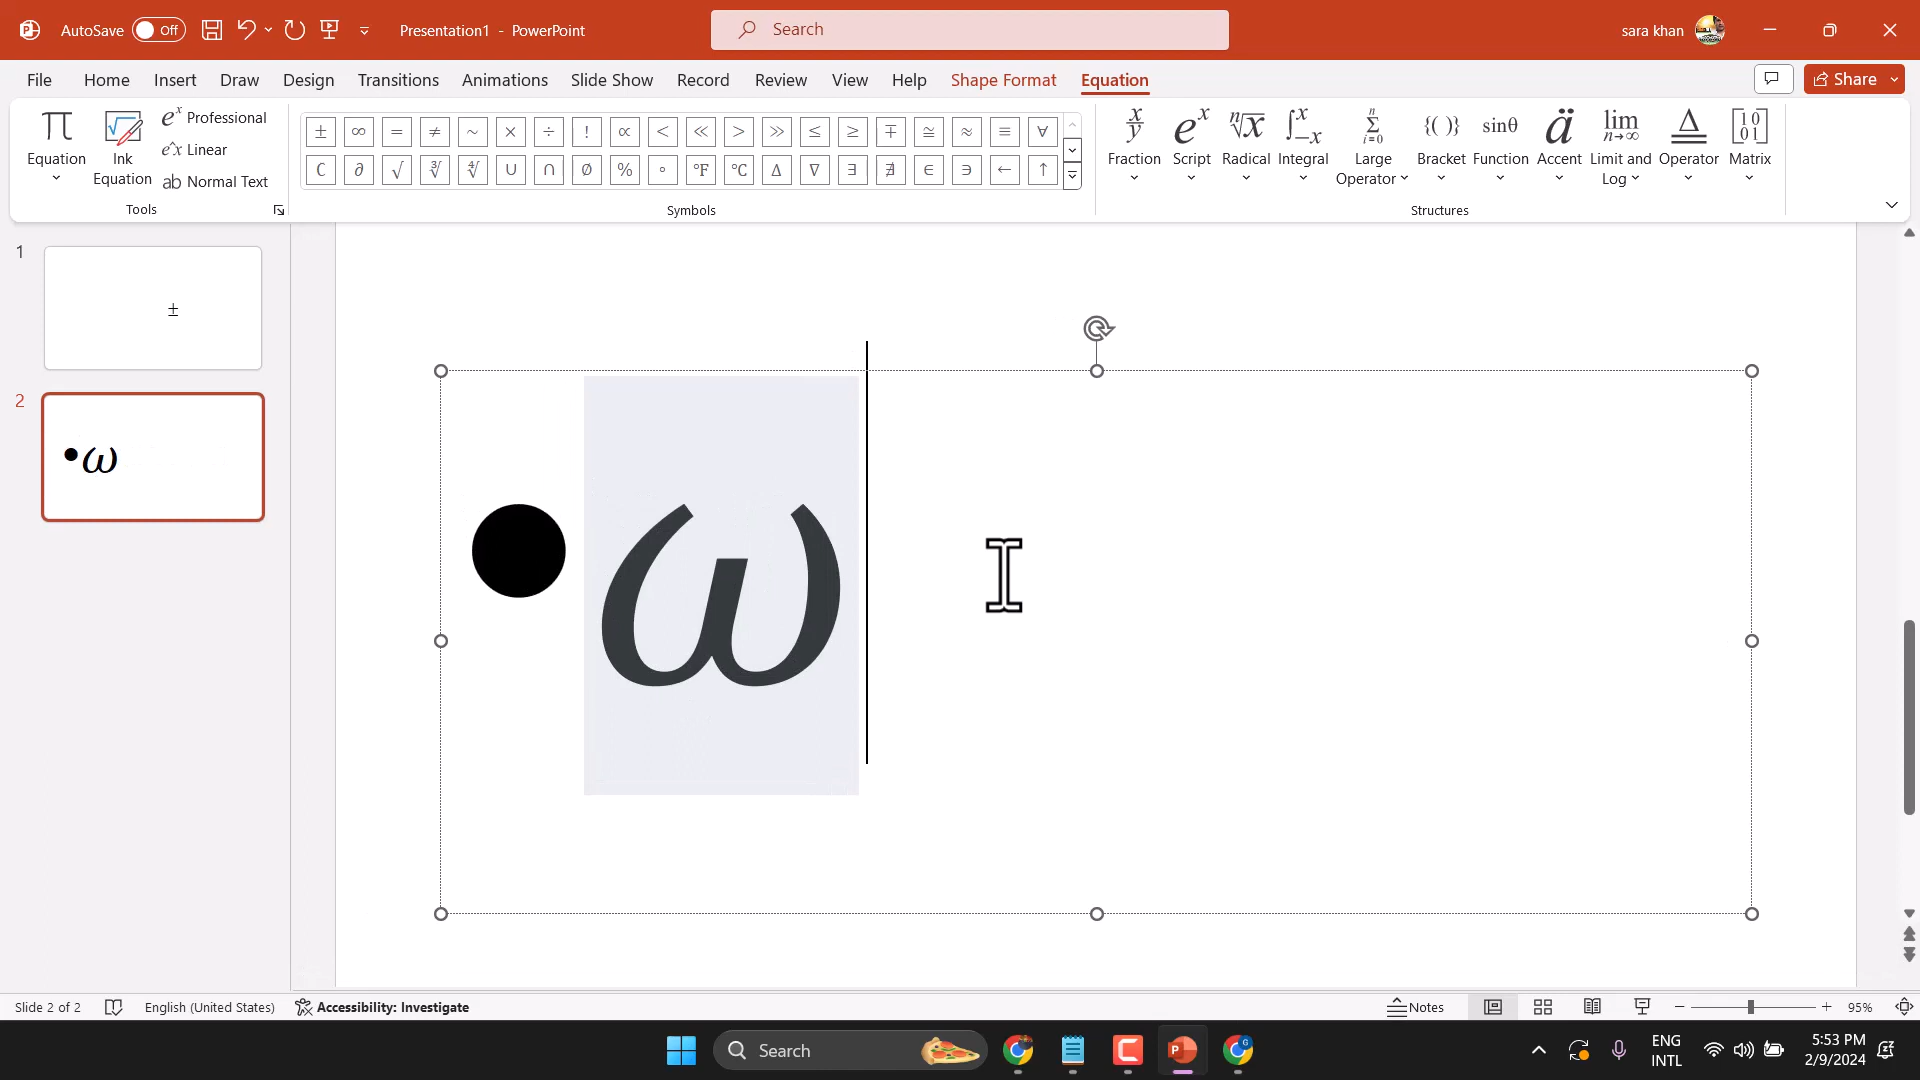 AutoSave Off Presentation1 - PowerPoint Search sara khan
File Home Insert Draw Design Transitions Animations Slide Show Record Review View Help Shape Format Equation Share
Equation
Ink Equation
Professional
Linear
Normal Text
Tools
± ∞ = ≠ ~ × ÷ ! ∝ < ≪ > ≫ ≤ ≥ ∓ ≅ ≈ ≡ ∀
∁ ∂ √ ∛ ∜ ∪ ∩ ∅ % ° °F °C ∆ ∇ ∃ ∄ ∈ ∋ ← ↑
Symbols
Fraction Script Radical Integral Large Operator Bracket Function Accent Limit and Log Operator Matrix
Structures
1
±
2
•ω
•ω
Slide 2 of 2 English (United States) Accessibility: Investigate Notes 95%
Search ENG INTL 5:53 PM 2/9/2024